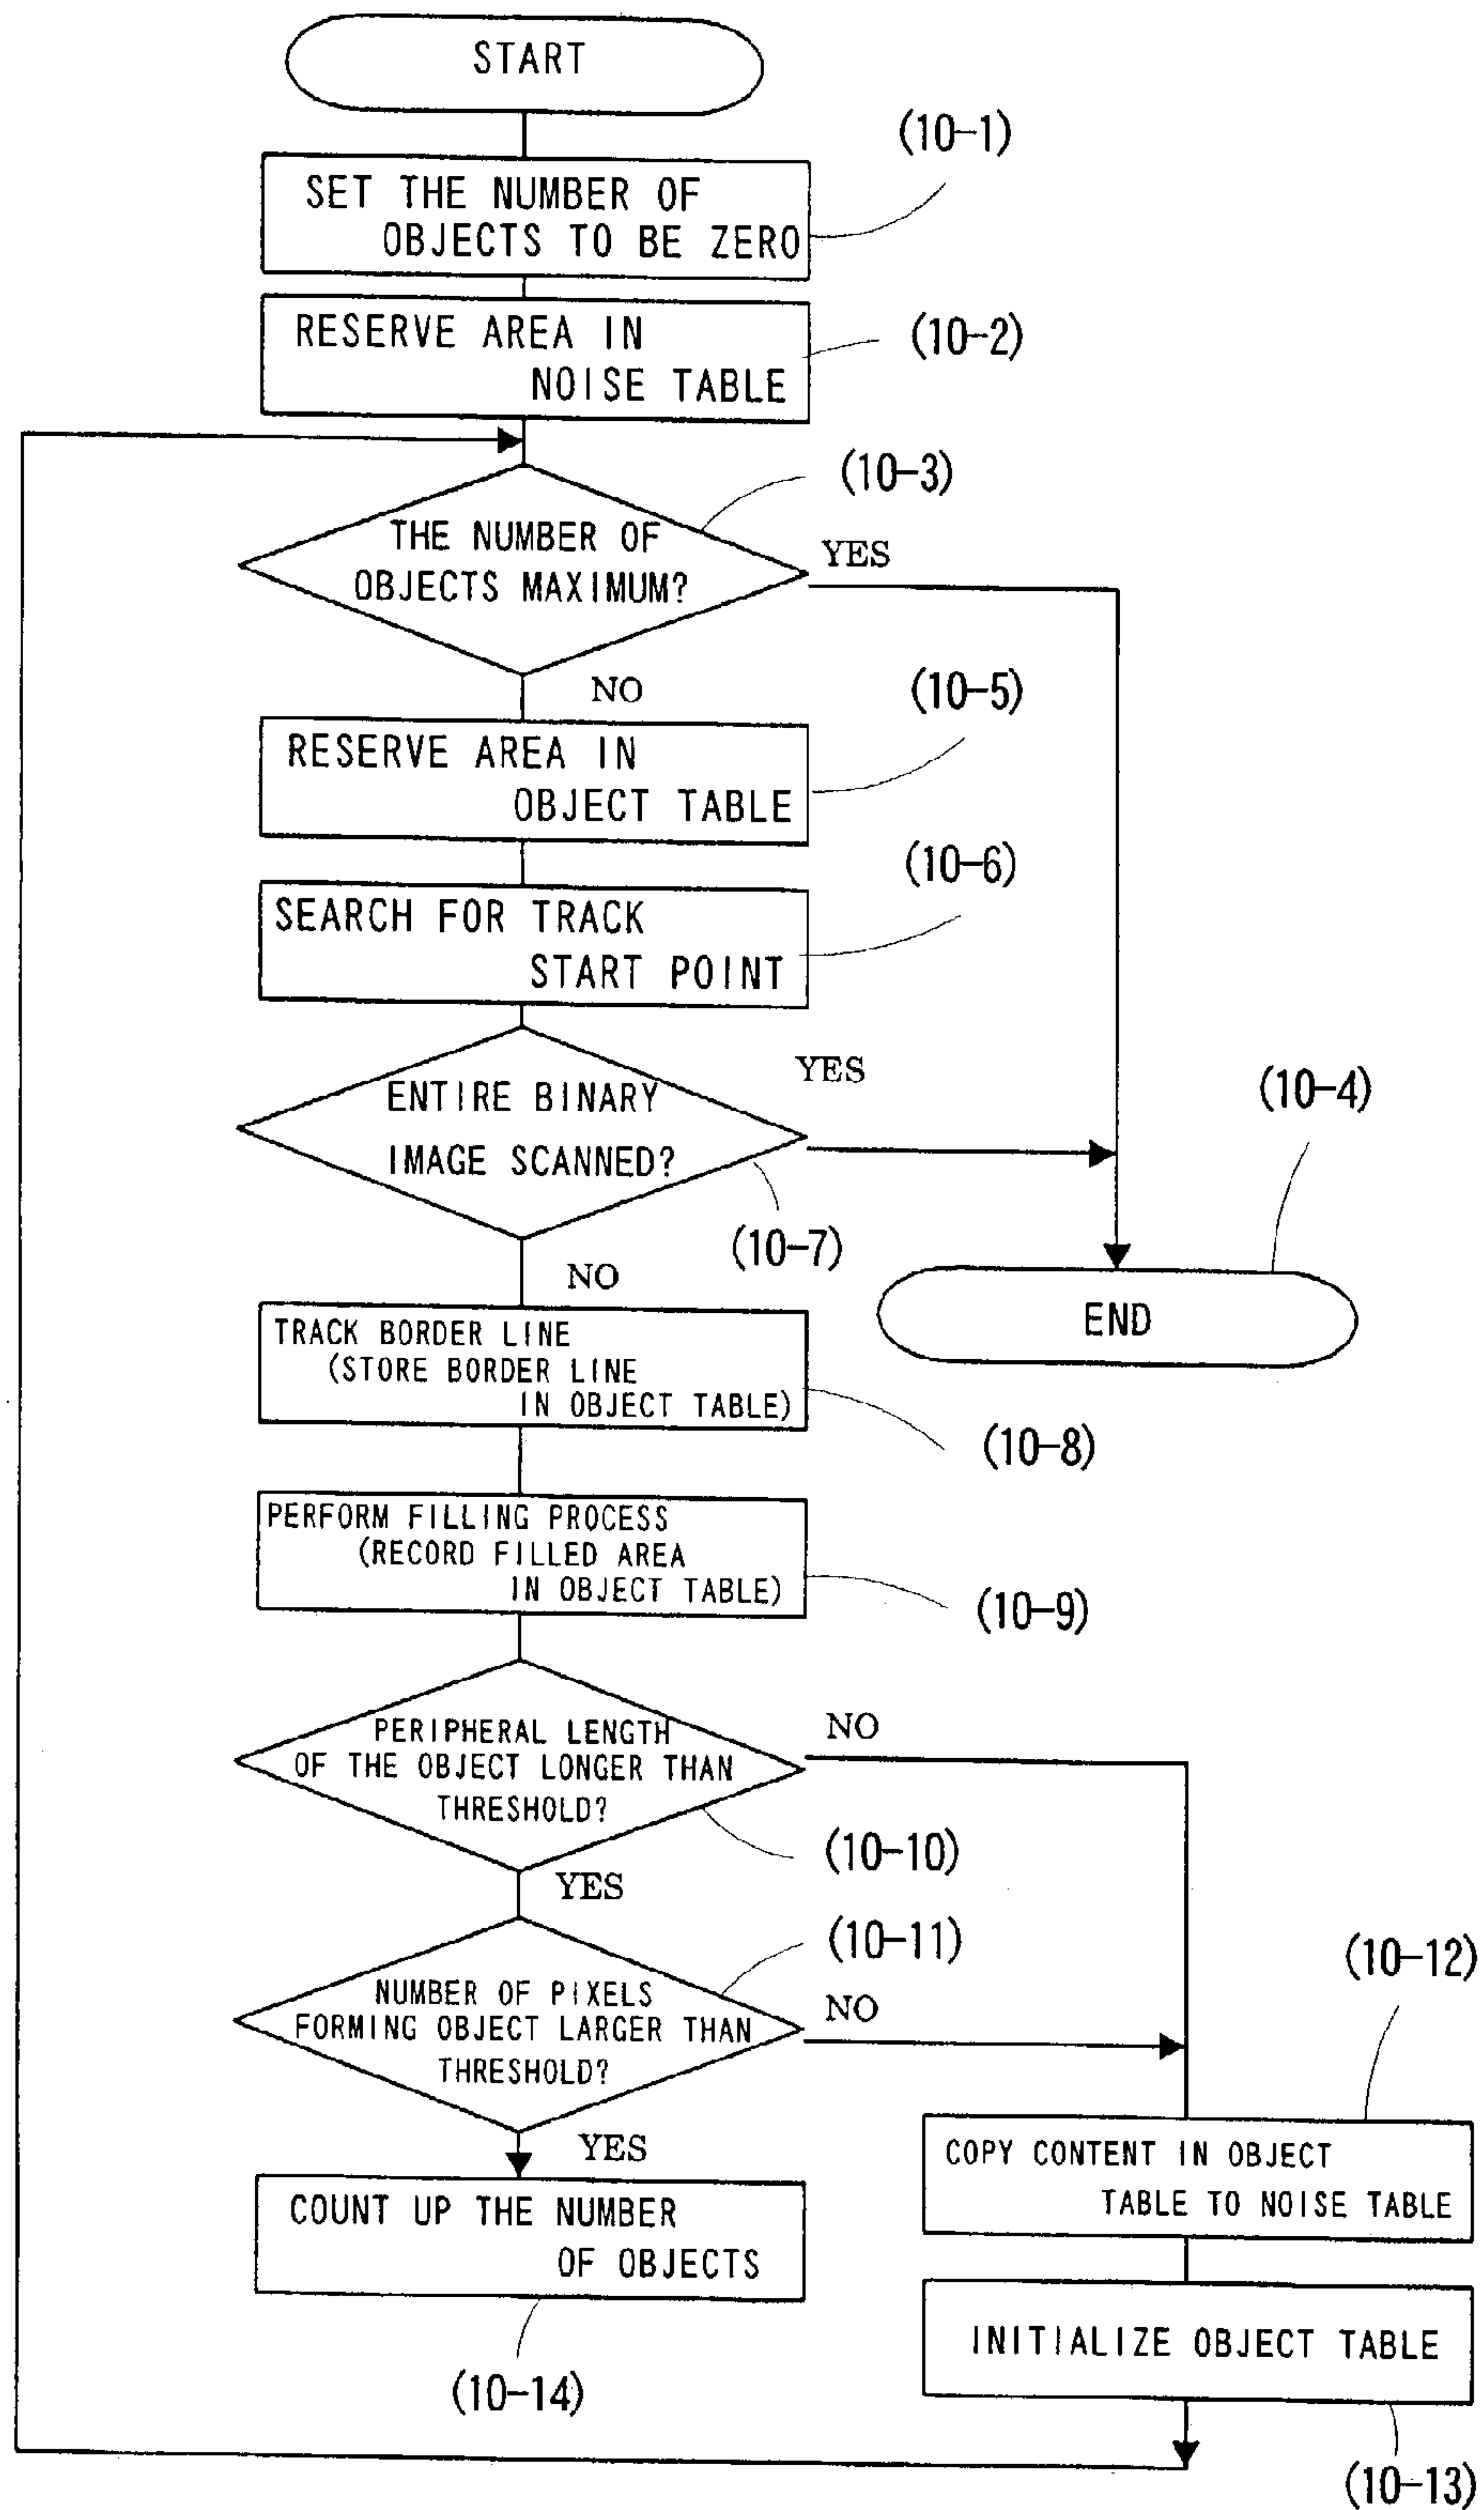 START
(10-1)
SET THE NUMBER OF
OBJECTS TO BE ZERO
RESERVE AREA IN
NOISE TABLE
(10-2)
(10-3)
THE NUMBER OF
OBJECTS MAXIMUM?
YES
NO
(10-5)
RESERVE AREA IN
OBJECT TABLE
(10-6)
SEARCH FOR TRACK
START POINT
YES
ENTIRE BINARY
IMAGE SCANNED?
(10-4)
(10-7)
NO
END
TRACK BORDER LINE
(STORE BORDER LINE
IN OBJECT TABLE)
(10-8)
PERFORM FILLING PROCESS
(RECORD FILLED AREA
IN OBJECT TABLE)
(10-9)
PERIPHERAL LENGTH
OF THE OBJECT LONGER THAN
THRESHOLD?
NO
(10-10)
YES
(10-11)
NUMBER OF PIXELS
FORMING OBJECT LARGER THAN
THRESHOLD?
NO
(10-12)
YES
COPY CONTENT IN OBJECT
TABLE TO NOISE TABLE
COUNT UP THE NUMBER
OF OBJECTS
INITIALIZE OBJECT TABLE
(10-14)
(10-13)